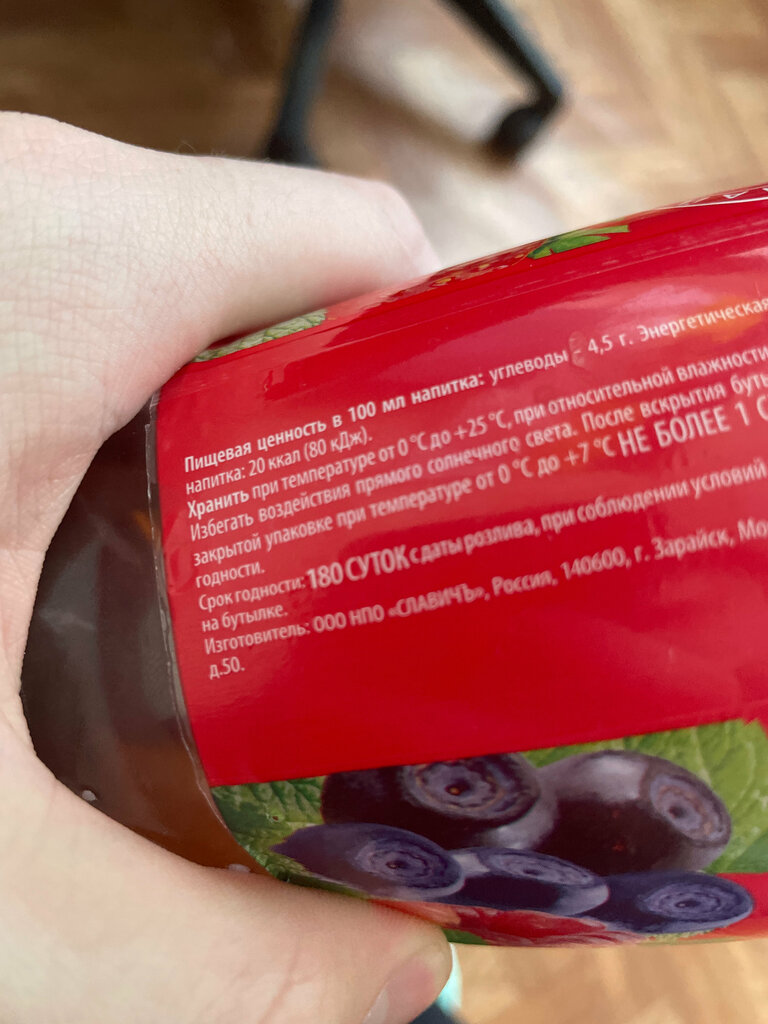 Пищевая ценность в 100 мл напитка: углеводы - 4,5 г. Энергетическая
напитка: 20 ккал (80 кДж).
Хранить при температуре от 0 °С до +25 °С, при относительной влажности
Избегать воздействия прямого солнечного света. После вскрытия
закрытой упаковке при температуре от 0 °С до +7 °С НЕ БОЛЕЕ 1
годности.
Срок годности: 180 СУТОК с даты розлива, при соблюдении условий
на бутылке.
Изготовитель: ООО НПО «СЛАВИЧЪ», Россия, 140600, г. Зарайск,
д.50.